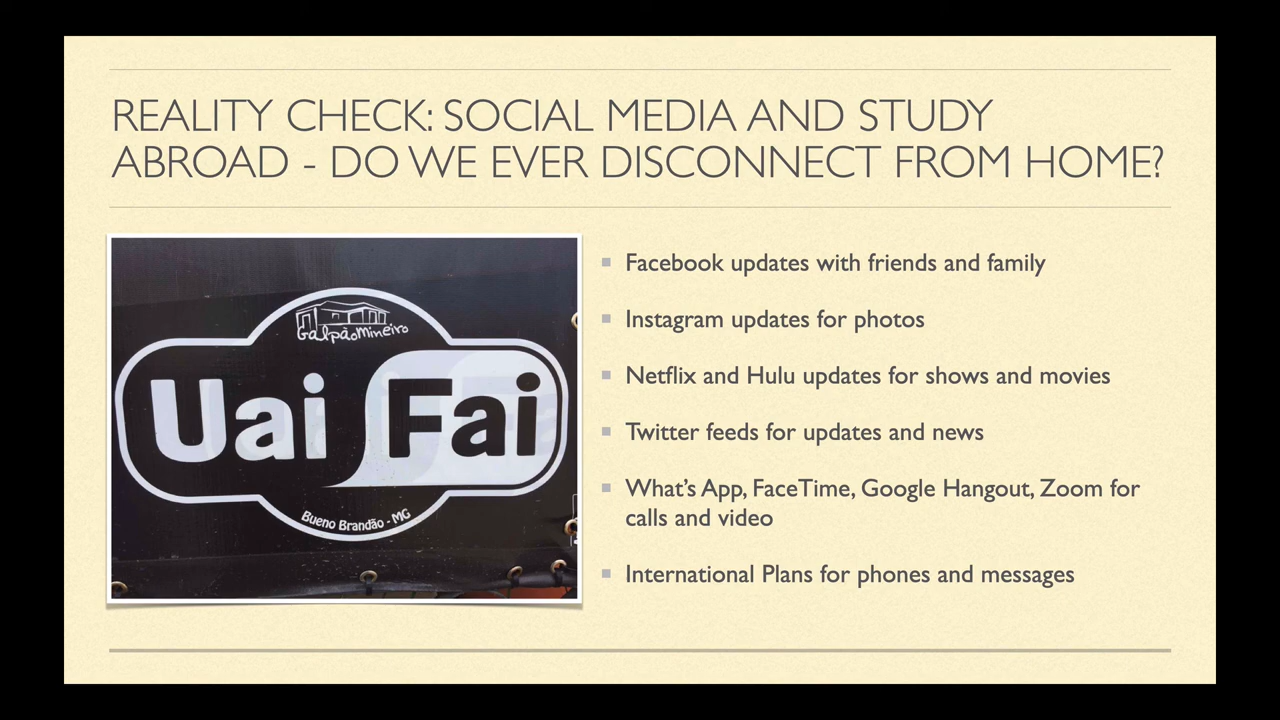 REALITY CHECK: SOCIAL MEDIA AND STUDY
ABROAD - DO WE EVER DISCONNECT FROM HOME?
GalpãoMineiro
Uai Fai
Bueno Brandão - MG
Facebook updates with friends and family
Instagram updates for photos
Netflix and Hulu updates for shows and movies
Twitter feeds for updates and news
What's App, FaceTime, Google Hangout, Zoom for
calls and video
International Plans for phones and messages